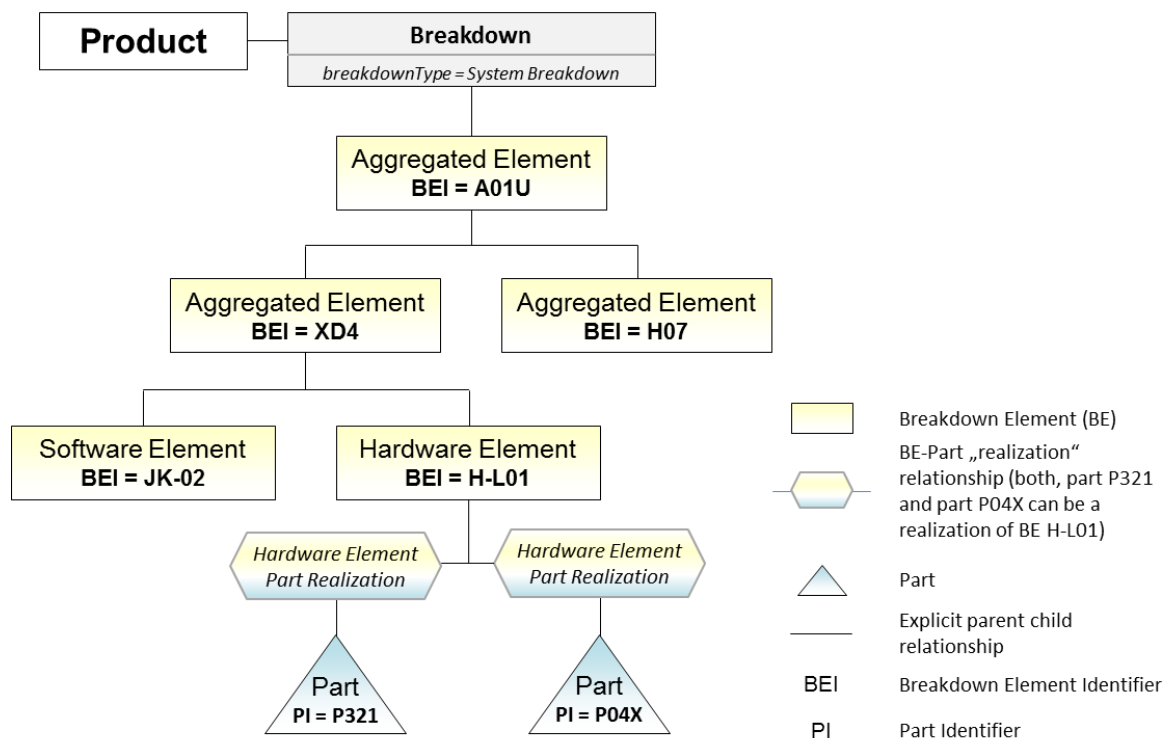 Product
Breakdown
breakdownType = System Breakdown
Aggregated Element
BEI = A01U
Aggregated Element
BEI = XD4
Aggregated Element
BEI = H07
Software Element
BEI = JK-02
Hardware Element
BEI = H-L01
Hardware Element
Part Realization
Hardware Element
Part Realization
Part
PI = P321
Part
PI = P04X
Breakdown Element (BE)
BE-Part „realization“
relationship (both, part P321
and part P04X can be a
realization of BE H-L01)
Part
Explicit parent child
relationship
BEI Breakdown Element Identifier
PI Part Identifier